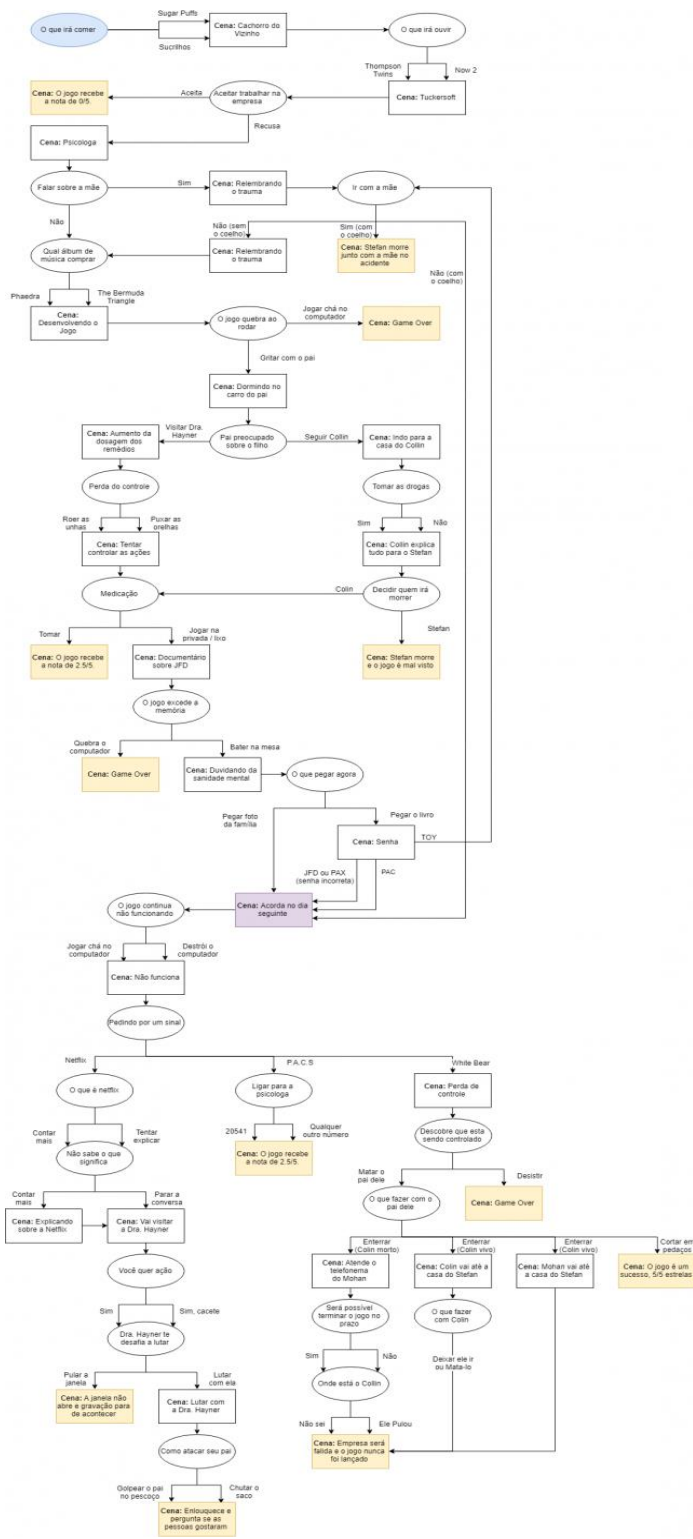 O que irá comer
Sugar Puffs
Sucrilhos
Cena: Cachorro do
Vizinho
O que irá ouvir
Thompson
Twins
Now 2
Cena: O jogo recebe
a nota de 0/5.
Aceita
Aceitar trabalhar na
empresa
Cena: Tuckersoft
Recusa
Cena: Psicologa
Falar sobre a mãe
Sim
Cena: Relembrando
o trauma
Ir com a mãe
Não
Não (sem
o coelho)
Sim (com
o coelho)
Qual álbum de
música comprar
Cena: Relembrando
o trauma
Cena: Stefan morre
junto com a mãe no
acidente
Não (com
o coelho)
Phaedra
The Bermuda
Triangle
Cena:
Desenvolvendo o
Jogo
O jogo quebra ao
rodar
Jogar chá no
computador
Cena: Game Over
Gritar com o pai
Cena: Dormindo no
carro do pai
Cena: Aumento da
dosagem dos
remédios
Visitar Dra.
Hayner
Pai preocupado
sobre o filho
Seguir Collin
Cena: Indo para a
casa do Collin
Perda do controle
Tomar as drogas
Roer as
unhas
Puxar as
orelhas
Sim
Não
Cena: Tentar
controlar as ações
Cena: Collin explica
tudo para o Stefan
Medicação
Colin
Decidir quem irá
morrer
Tomar
Jogar na
privada / lixo
Stefan
Cena: O jogo recebe
a nota de 2.5/5.
Cena: Documentário
sobre JFD
Cena: Stefan morre
e o jogo é mal visto
O jogo excede a
memória
Quebra o
computador
Bater na mesa
Cena: Game Over
Cena: Duvidando da
sanidade mental
O que pegar agora
Pegar foto
da família
Pegar o livro
Cena: Senha
TOY
JFD ou PAX
(senha incorreta)
PAC
O jogo continua
não funcionando
Cena: Acorda no dia
seguinte
Jogar chá no
computador
Destrói o
computador
Cena: Não funciona
Pedindo por um sinal
Netflix
P.A.C.S
White Bear
O que é netflix
Ligar para a
psicologa
Cena: Perda de
controle
Contar
mais
Tentar
explicar
20541
Qualquer
outro número
Descobre que esta
sendo controlado
Não sabe o que
significa
Cena: O jogo recebe
a nota de 2.5/5.
Matar o
pai dele
Desistir
Contar
mais
Parar a
conversa
O que fazer com o
pai dele
Cena: Game Over
Cena: Explicando
sobre a Netflix
Cena: Vai visitar
a Dra. Hayner
Enterrar
(Colin morto)
Enterrar
(Colin vivo)
Enterrar
(Colin vivo)
Cortar em
pedaços
Você quer ação
Cena: Atende o
telefonema
do Mohan
Cena: Colin vai até a
casa do Stefan
Cena: Mohan vai até
a casa do Stefan
Cena: O jogo é um
sucesso, 5/5 estrelas
Sim
Sim, cacete
Será possível
terminar o jogo no
prazo
O que fazer
com Colin
Dra. Hayner te
desafia a lutar
Sim
Não
Deixar ele ir
ou Mata-lo
Pular a
janela
Lutar
com ela
Onde está o Collin
Cena: A janela não
abre e gravação para
de acontecer
Cena: Lutar com
a Dra. Hayner
Não sei
Ele Pulou
Como atacar seu pai
Cena: Empresa será
falida e o jogo nunca
foi lançado
Golpear o pai
no pescoço
Chutar o
saco
Cena: Enlouquece e
pergunta se as
pessoas gostaram